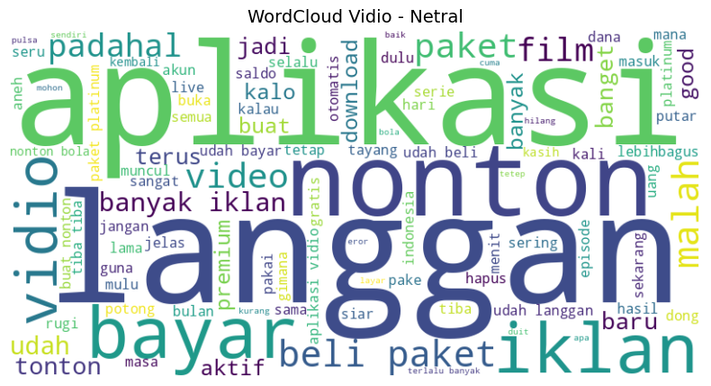 WordCloud Vidio - Netral
pulsa
sendiri
baik
mana
seru
padahal
jadi
selalu
paket
film
dana
masuk
good
aneh
kembali
akun
saldo
dulu
cuma
platinum
aplikasi
live
kalo
otomatis
download
serie
hari
banyak
banget
mohon
buka
semua
kalau
buat
hilang
putar
paket platinum
bola
nonton bola
terus
udah bayar
tetap
tayang
udah beli
kasih
kali
lebihbagus
muncul
sangat
video
nonton
tetep
uang
vidio
banyak iklan
gratis
malah
buat nonton
tiba tiba
jangan
langgan
lama
jelas
premium
aplikasi vidio
eror
indonesia
menit
sering
episode
sekarang
guna
mulu
pakai
gimana
layar
pake
hapus
potong
bulan
kurang
sama
siar
tiba
udah langgan
hasil
dong
rugi
bayar
duit
apa
baru
udah
beli paket
iklan
tonton
masa
aktif
terlalu banyak